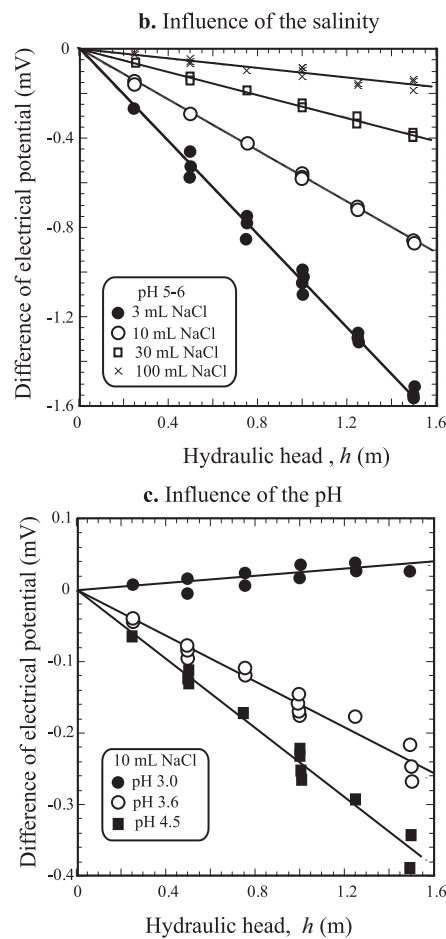 b. Influence of the salinity
0
-0.4
-0.8
-1.2
-1.6
Difference of electrical potential (mV)
pH 5-6
3 mL NaCl
10 mL NaCl
30 mL NaCl
100 mL NaCl
0 0.4 0.8 1.2 1.6
Hydraulic head , h (m)
c. Influence of the pH
0.1
0
-0.1
-0.2
-0.3
-0.4
Difference of electrical potential (mV)
10 mL NaCl
pH 3.0
pH 3.6
pH 4.5
0 0.4 0.8 1.2 1.6
Hydraulic head, h (m)